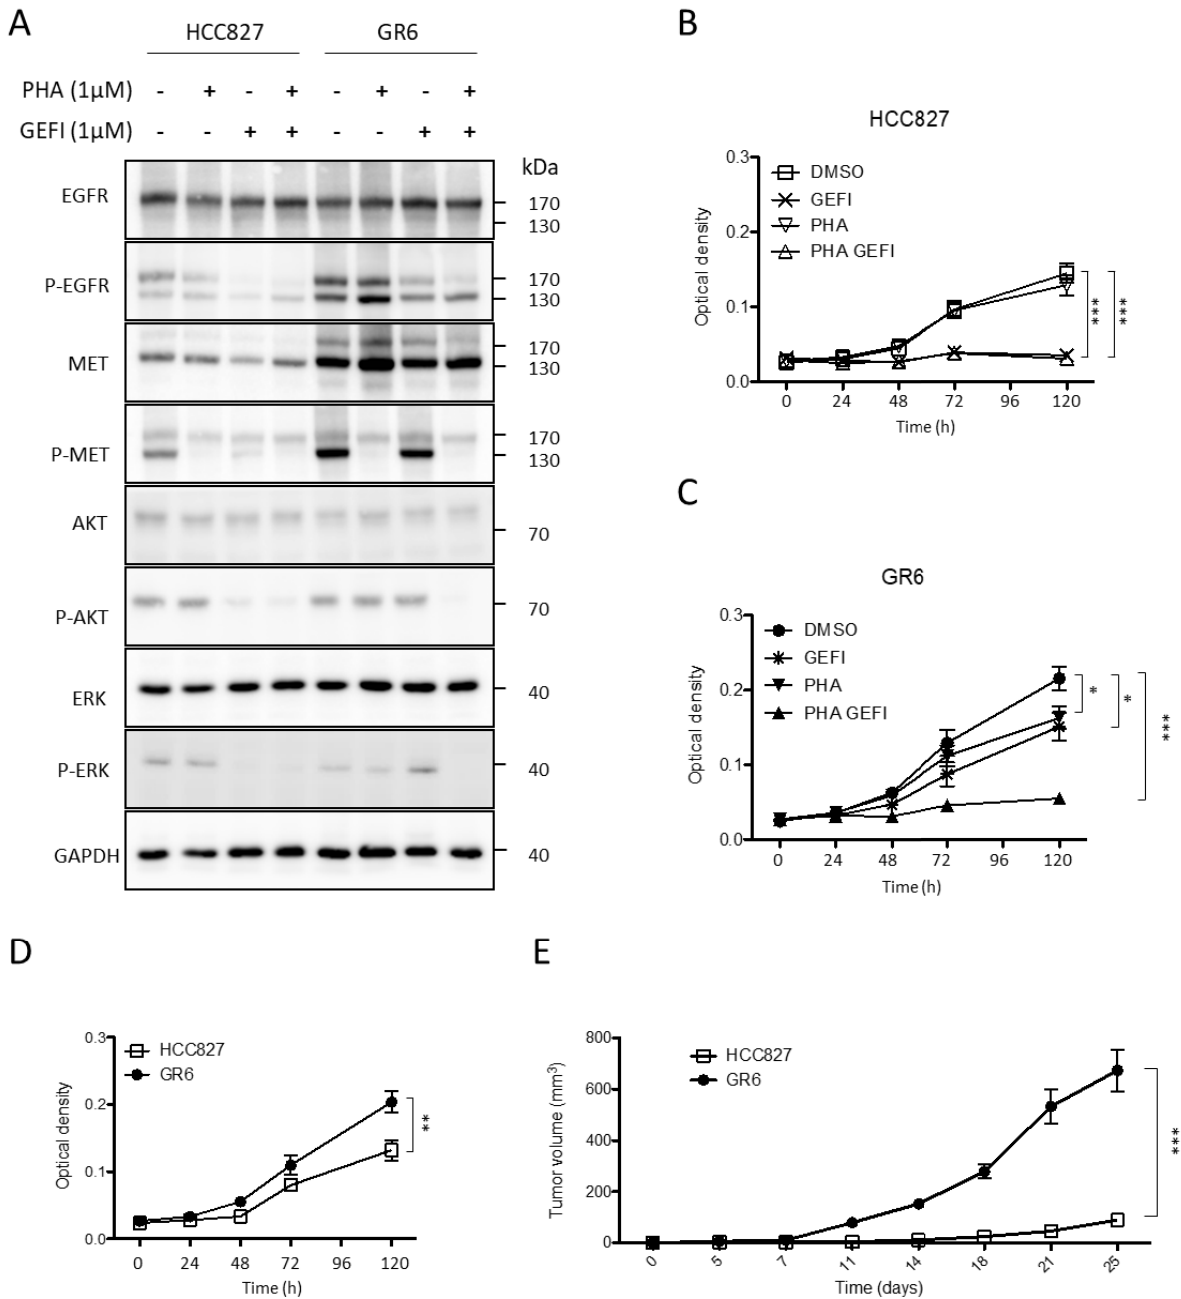 A
HCC827 GR6
PHA (1µM) - + - + - + - +
GEFI (1µM) - - + + - - + +
kDa
EGFR 170
130
P-EGFR 170
130
MET 170
130
P-MET 170
130
AKT 70
P-AKT 70
ERK 40
P-ERK 40
GAPDH 40
B
HCC827
Optical density
0.3
0.2
0.1
0.0
DMSO
GEFI
PHA
PHA GEFI
*** ***
0 24 48 72 96 120
Time (h)
C
GR6
Optical density
0.3
0.2
0.1
0.0
DMSO
GEFI
PHA
PHA GEFI
* * ***
0 24 48 72 96 120
Time (h)
D
Optical density
0.3
0.2
0.1
0.0
HCC827
GR6
**
0 24 48 72 96 120
Time (h)
E
Tumor volume (mm³)
800
600
400
200
0
HCC827
GR6
***
0 5 7 11 14 18 21 25
Time (days)